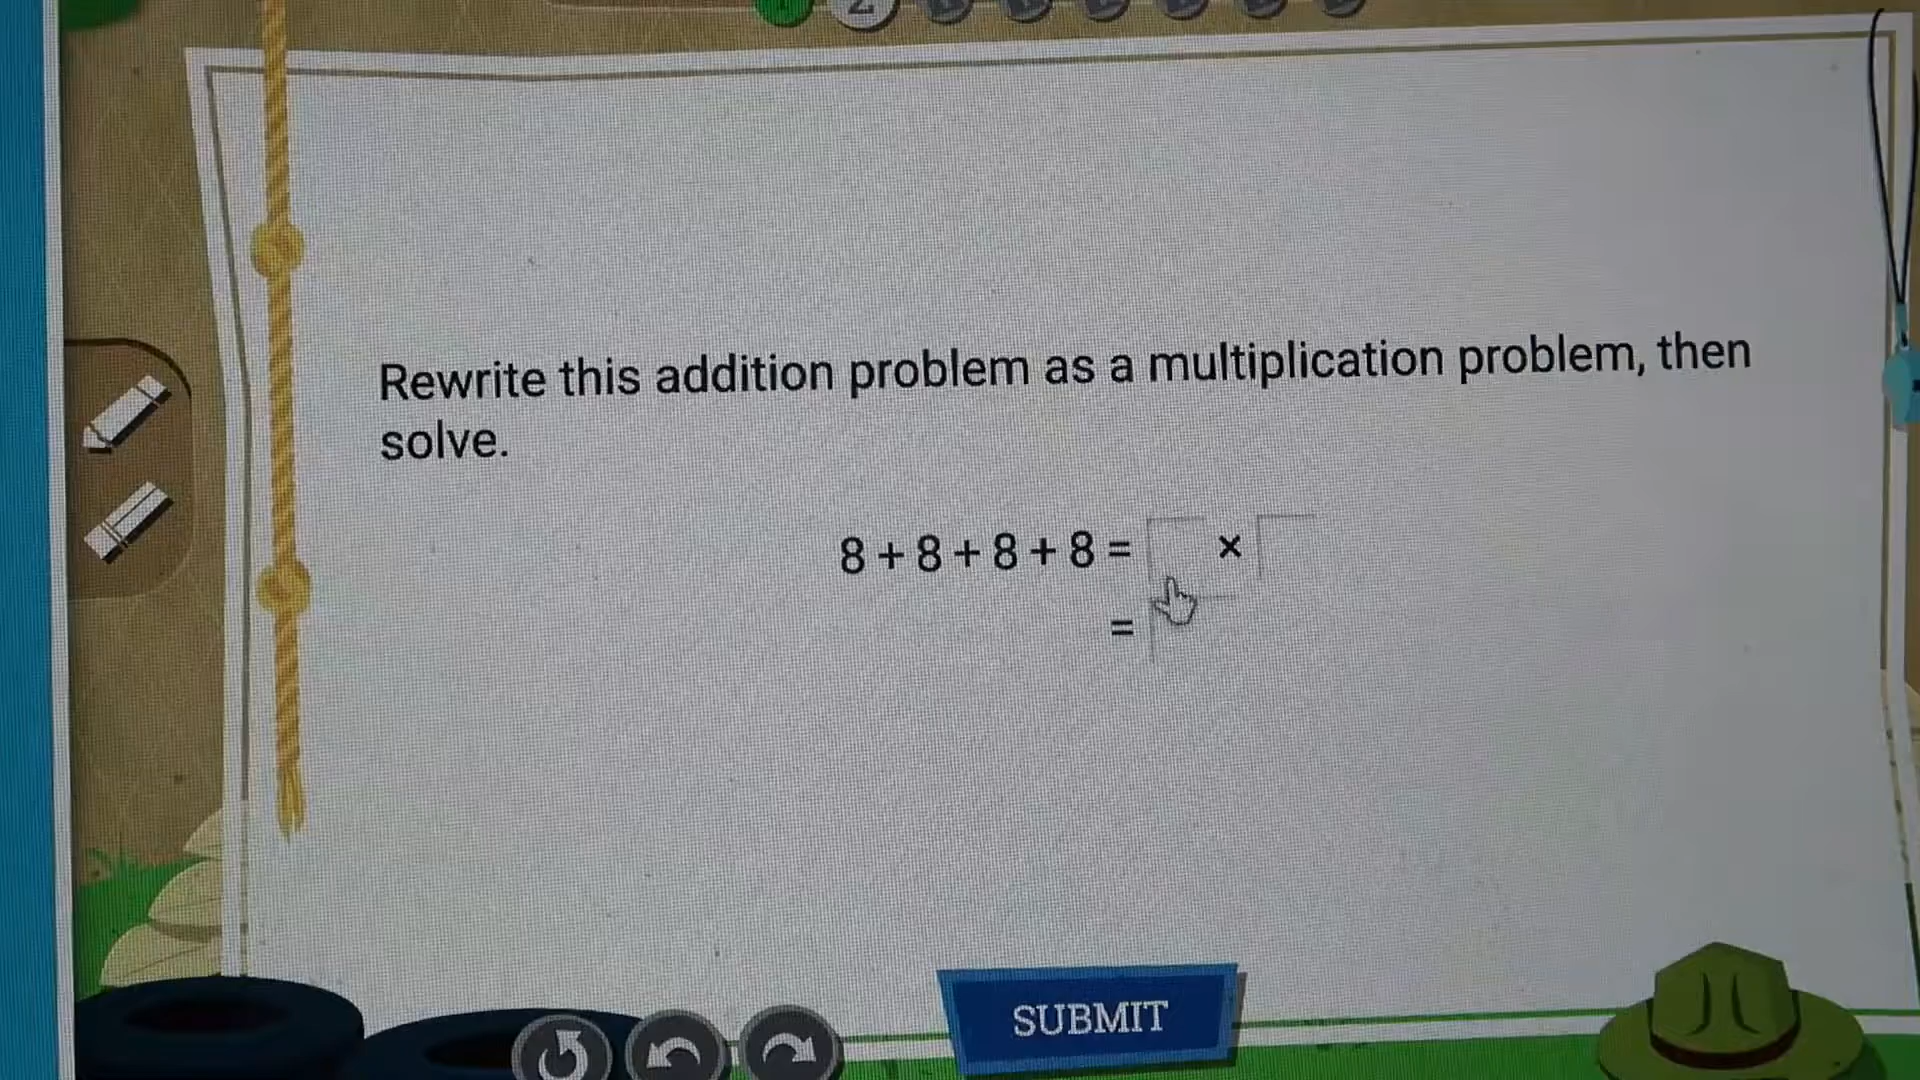 Rewrite this addition problem as a multiplication problem, then
solve.
8 + 8 + 8 + 8 = ×
=
SUBMIT